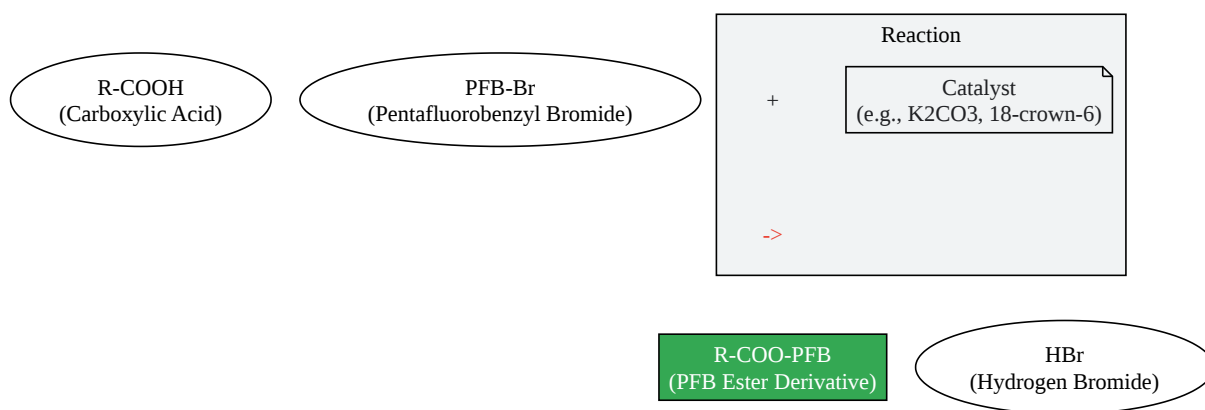 R-COOH
(Carboxylic Acid)
PFB-Br
(Pentafluorobenzyl Bromide)
Reaction
+
Catalyst
(e.g., K2CO3, 18-crown-6)
->
R-COO-PFB
(PFB Ester Derivative)
HBr
(Hydrogen Bromide)